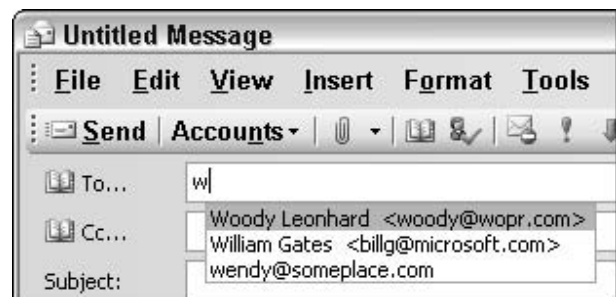 Untitled Message
File Edit View Insert Format Tools
Send Accounts
To... w
Woody Leonhard <woody@wopr.com>
Cc...
William Gates <billg@microsoft.com>
wendy@someplace.com
Subject: